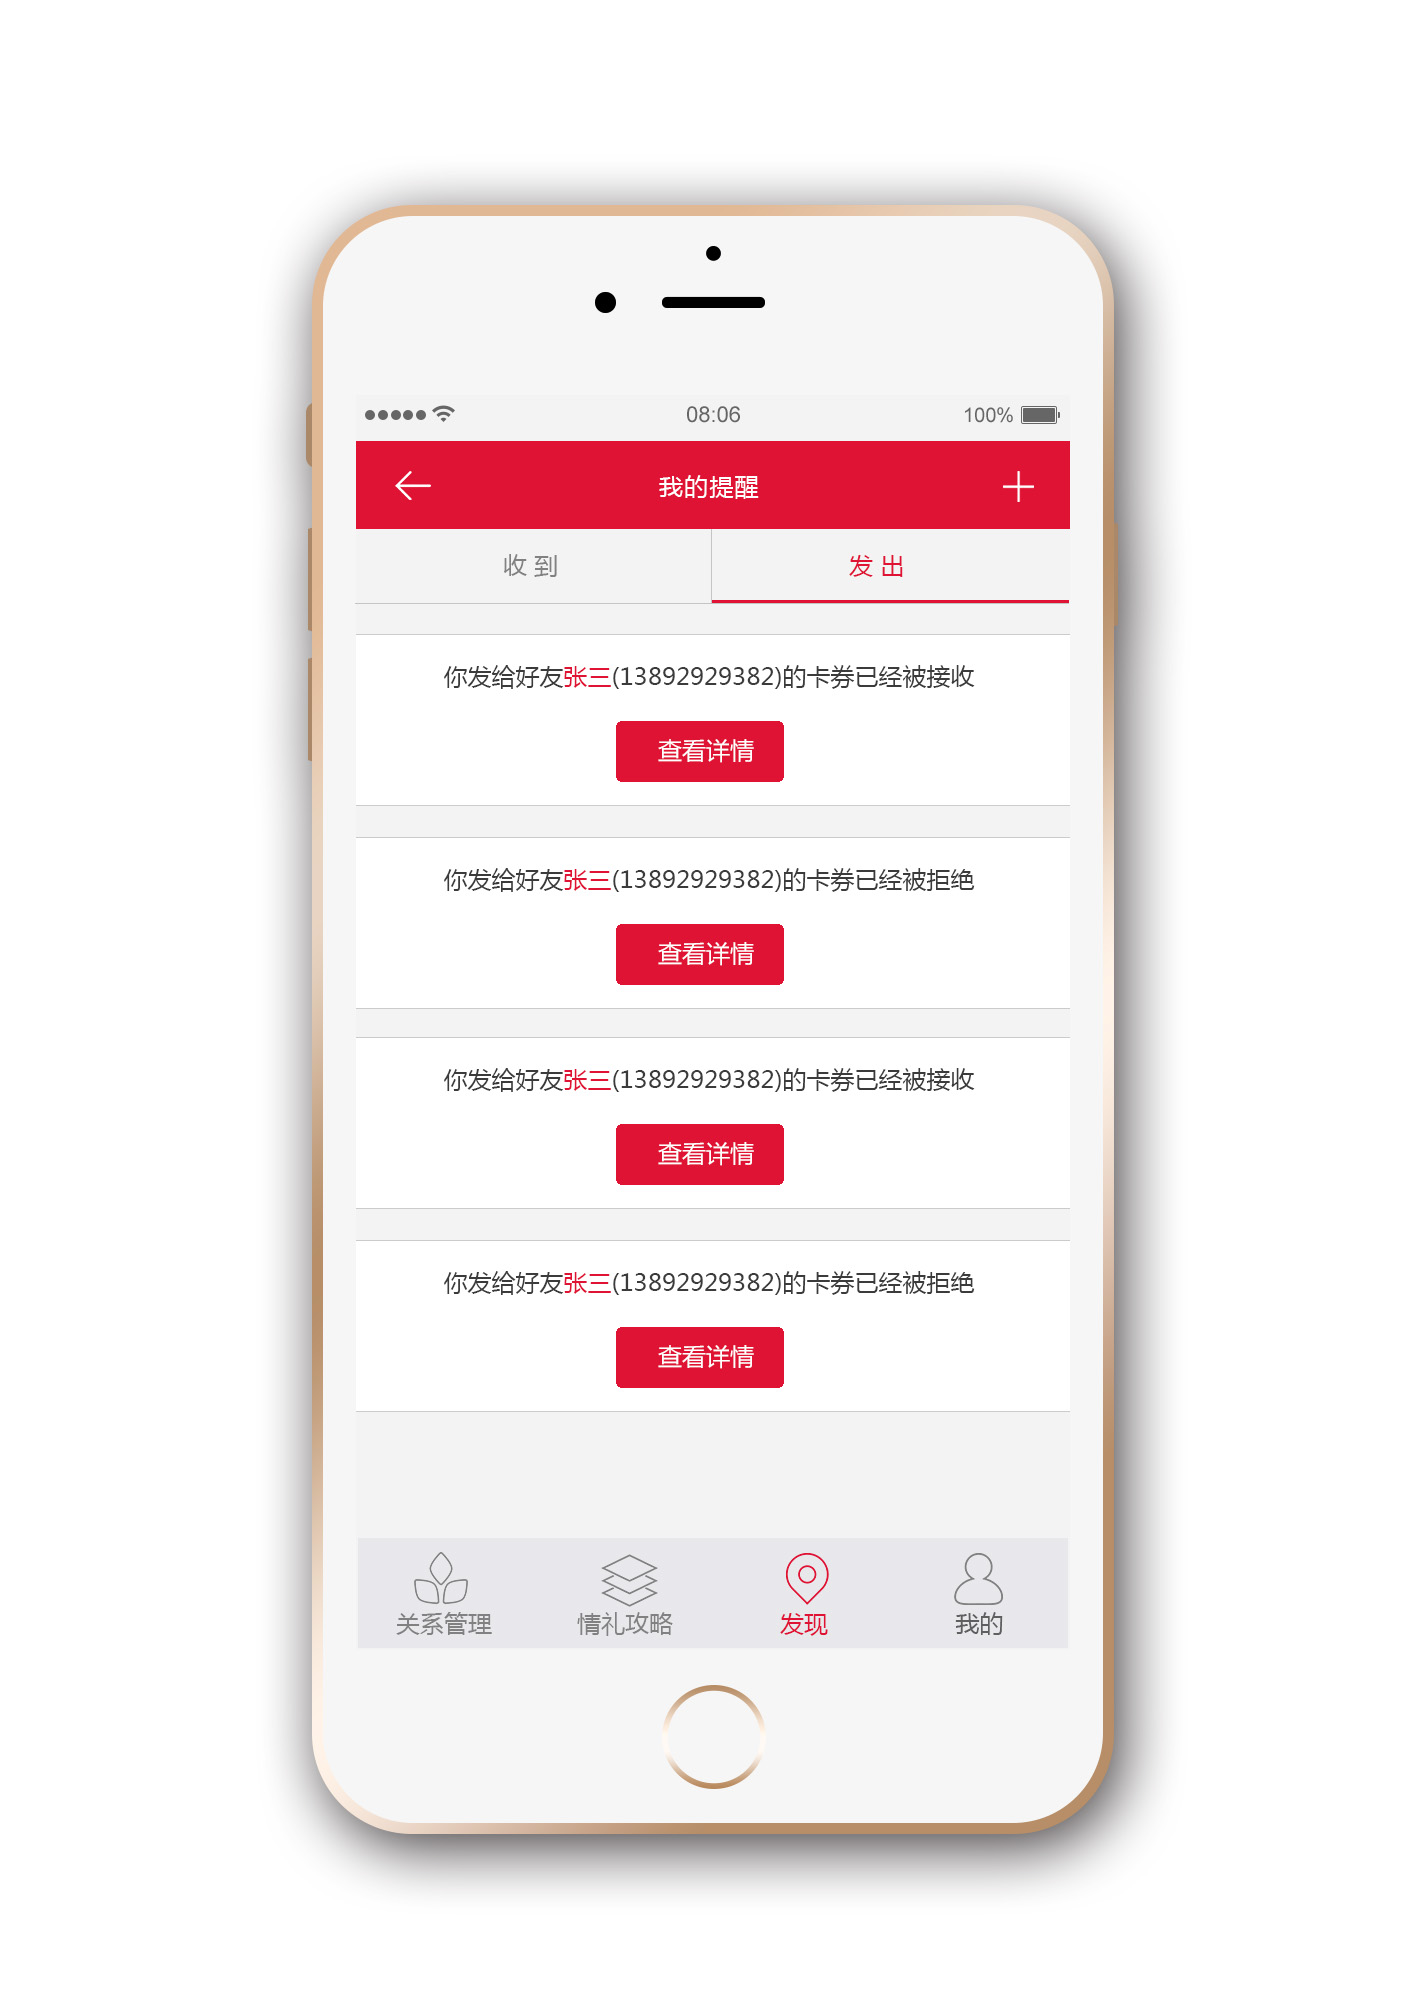 08:06
100%
我的提醒
收到
发出
你发给好友张三(13892929382)的卡券已经被接收
查看详情
你发给好友张三(13892929382)的卡券已经被拒绝
查看详情
你发给好友张三(13892929382)的卡券已经被接收
查看详情
你发给好友张三(13892929382)的卡券已经被拒绝
查看详情
关系管理
情礼攻略
发现
我的